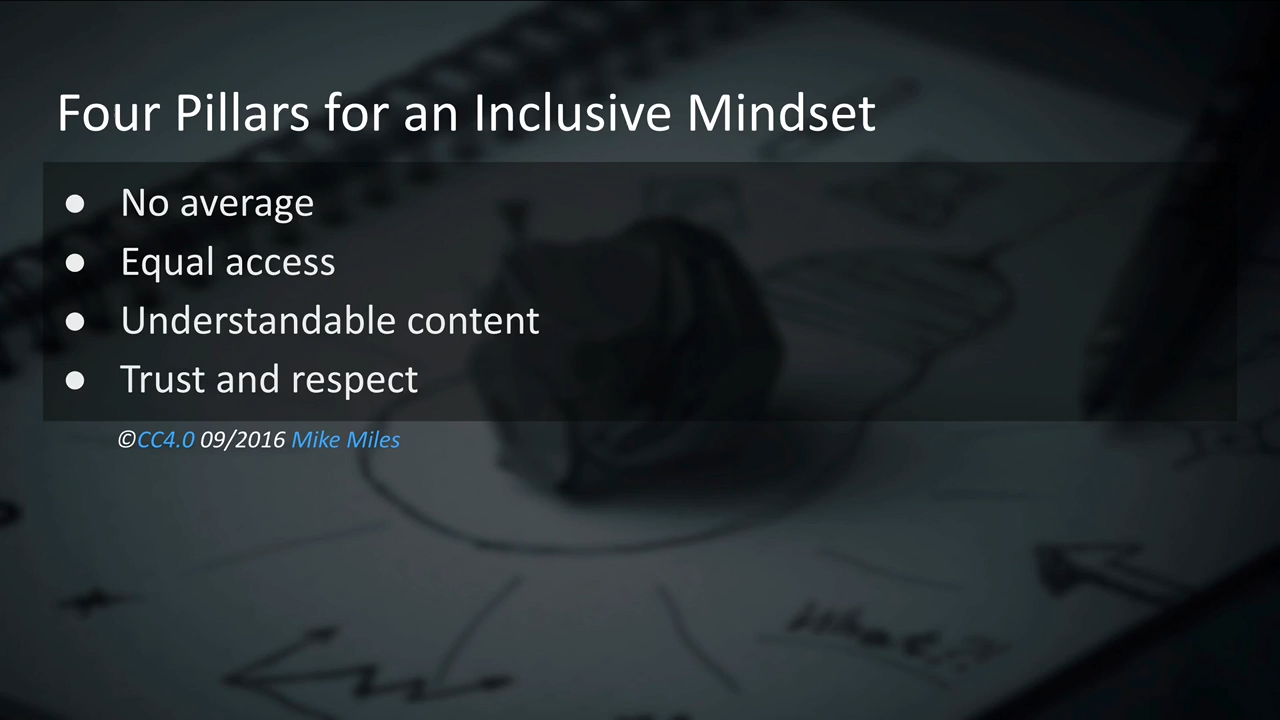 Four Pillars for an Inclusive Mindset
● No average
● Equal access
● Understandable content
● Trust and respect
©CC4.0 09/2016 Mike Miles
What?!